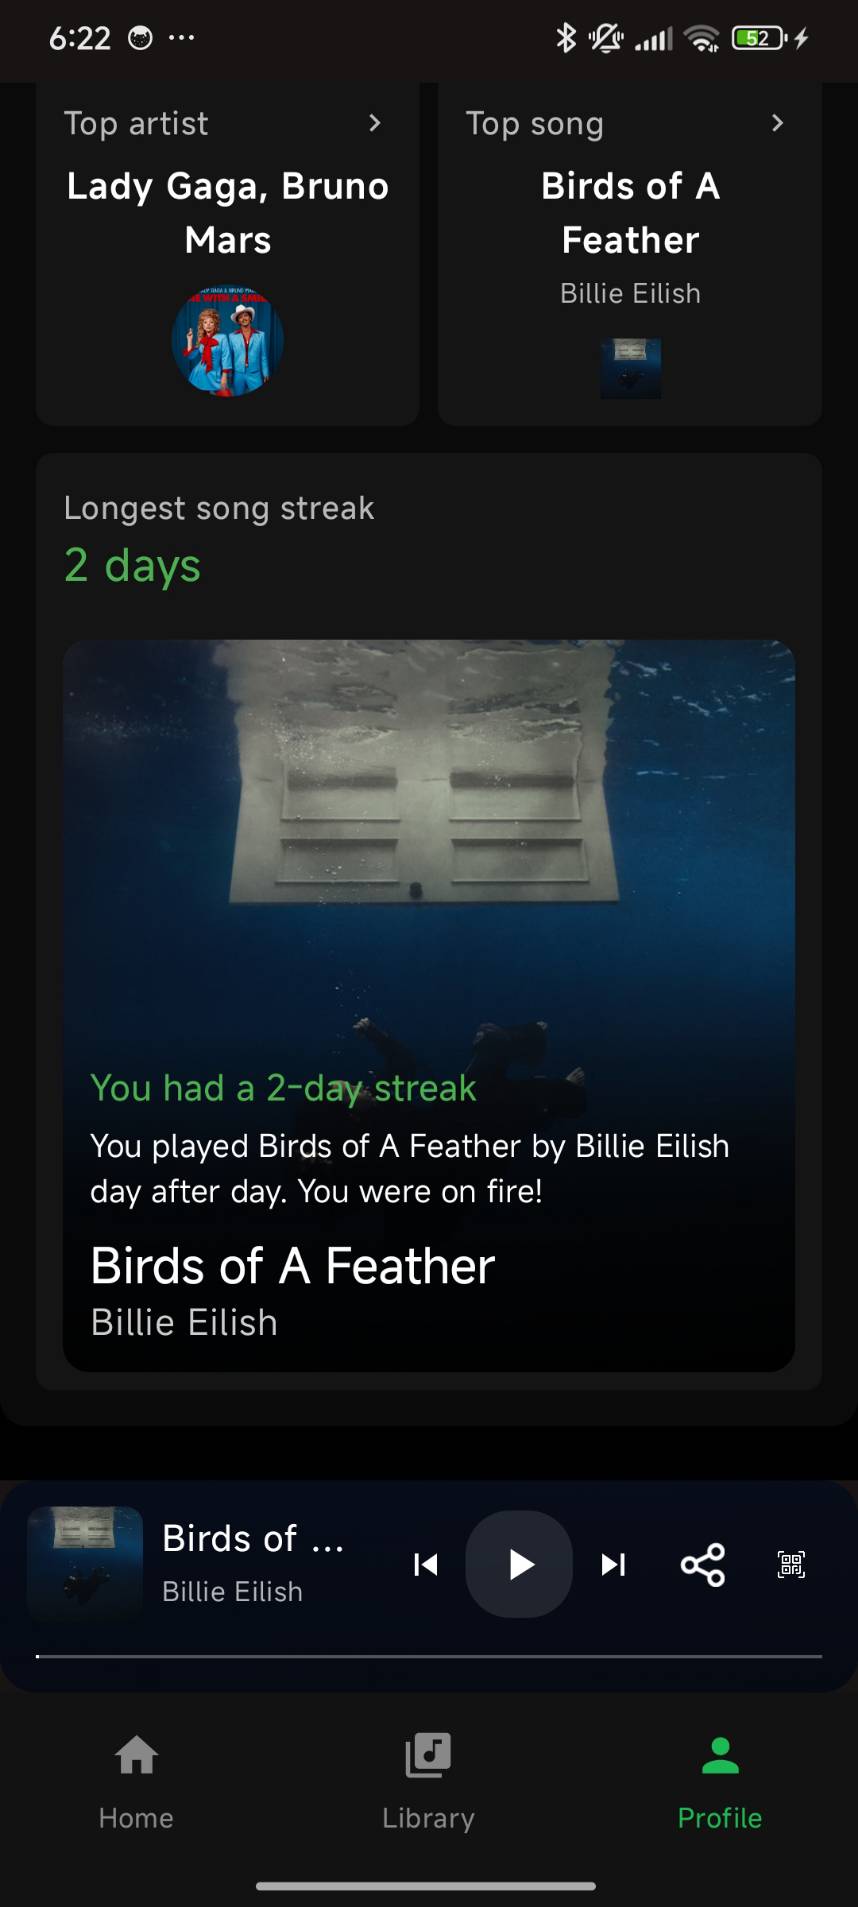 6:22
52
Top artist
Top song
Lady Gaga, Bruno
Mars
Birds of A
Feather
Billie Eilish
Longest song streak
2 days
You had a 2-day streak
You played Birds of A Feather by Billie Eilish
day after day. You were on fire!
Birds of A Feather
Billie Eilish
Birds of ...
Billie Eilish
Home
Library
Profile